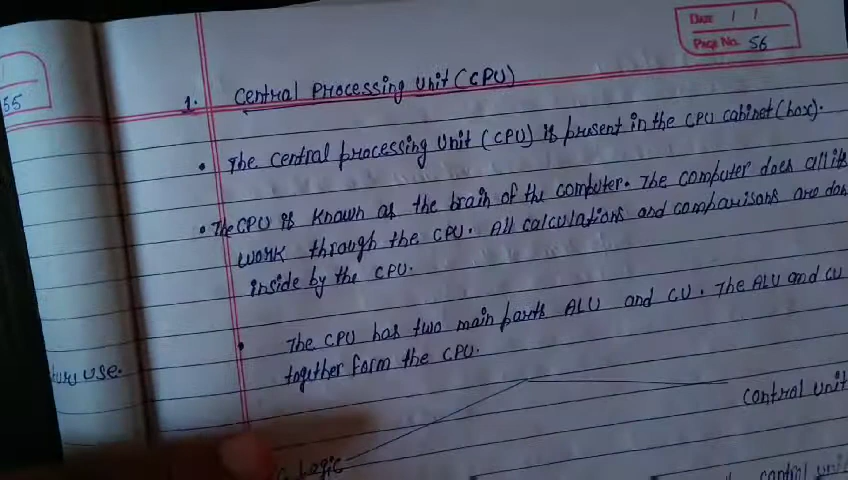 Date / /
Page No. 56
55
1. Central Processing Unit (CPU)
• The Central processing Unit (CPU) is present in the CPU cabinet (box).
• The CPU is known as the brain of the computer. The computer does all its
work through the CPU. All calculations and comparisons are don
inside by the CPU.
• The CPU has two main parts ALU and CU. The ALU and CU
together form the CPU.
use.
Control Unit
Logic
control uni